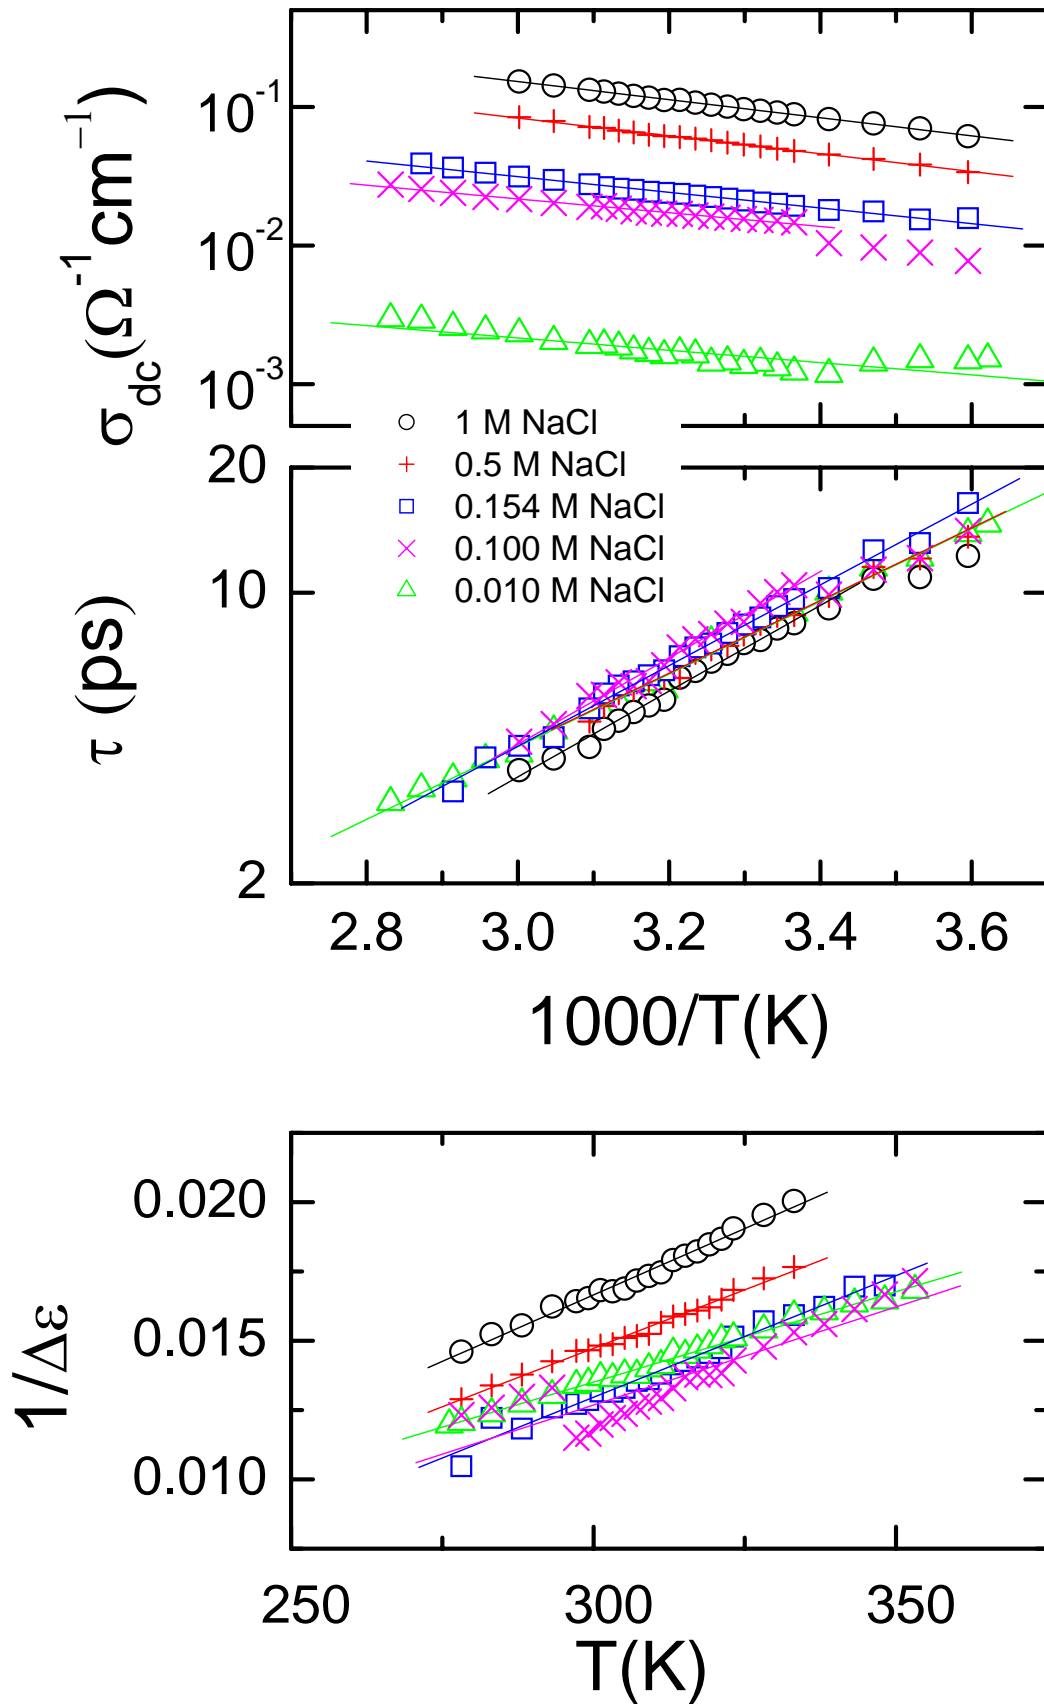 σdc(Ω⁻¹cm⁻¹)
10⁻¹
10⁻²
10⁻³
1 M NaCl
0.5 M NaCl
0.154 M NaCl
0.100 M NaCl
0.010 M NaCl
τ (ps)
20
10
2
2.8 3.0 3.2 3.4 3.6
1000/T(K)
1/Δε
0.020
0.015
0.010
250 300 350
T(K)